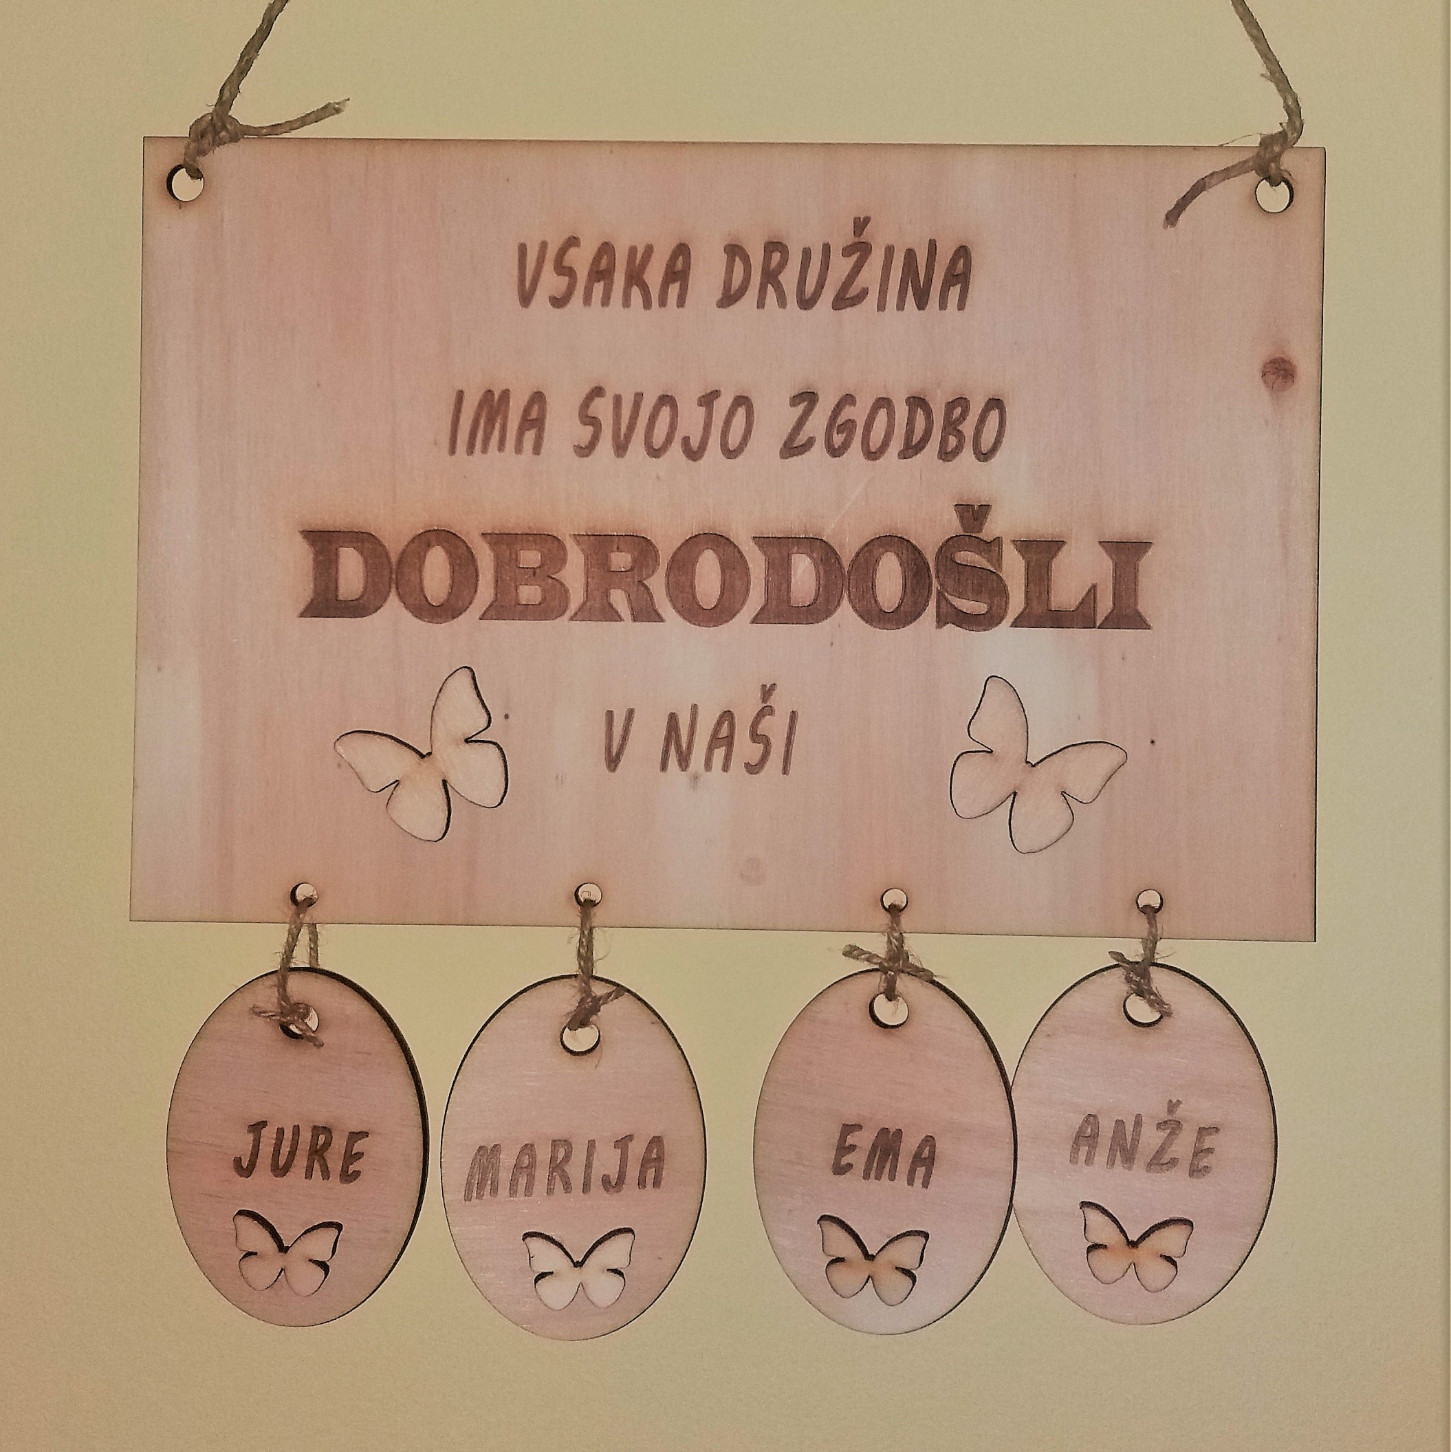 VSAKA DRUŽINA
IMA SVOJO ZGODBO
DOBRODOŠLI
V NAŠI
JURE
MARIJA
EMA
ANŽE